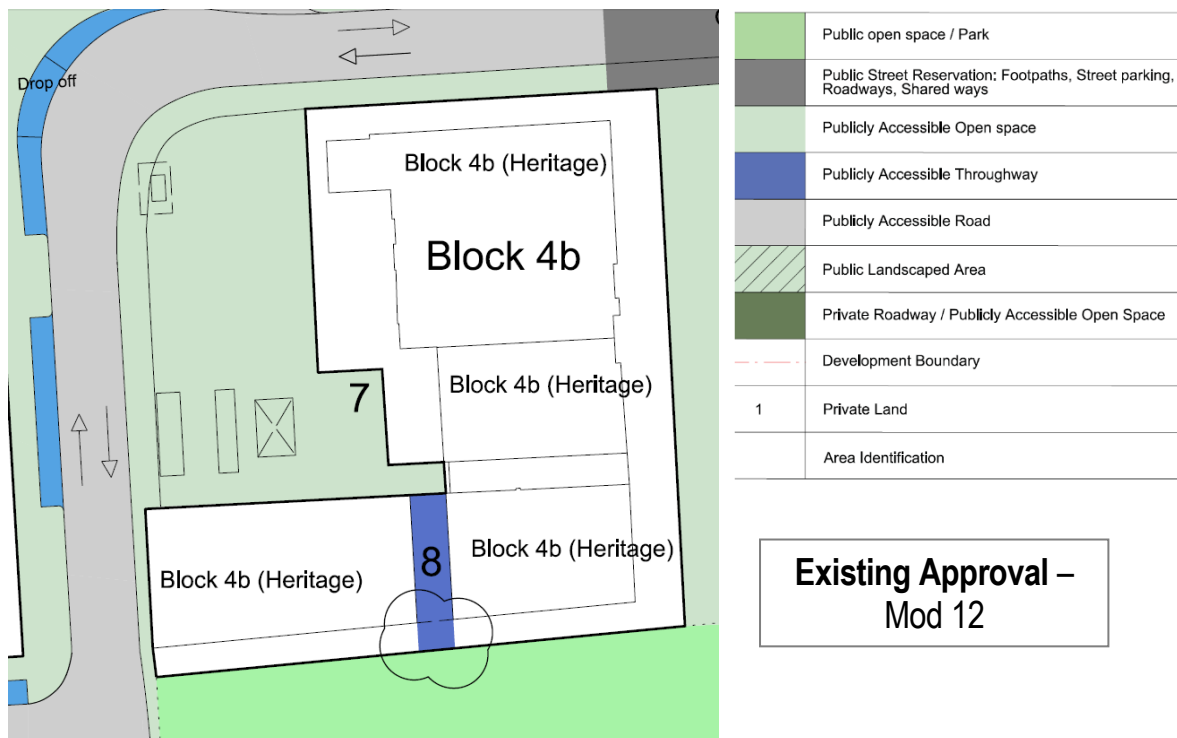 Drop off
Block 4b (Heritage)
Block 4b
7
Block 4b (Heritage)
8
Block 4b (Heritage)
Block 4b (Heritage)
Public open space / Park
Public Street Reservation: Footpaths, Street parking,
Roadways, Shared ways
Publicly Accessible Open space
Publicly Accessible Throughway
Publicly Accessible Road
Public Landscaped Area
Private Roadway / Publicly Accessible Open Space
Development Boundary
1
Private Land
Area Identification
Existing Approval –
Mod 12